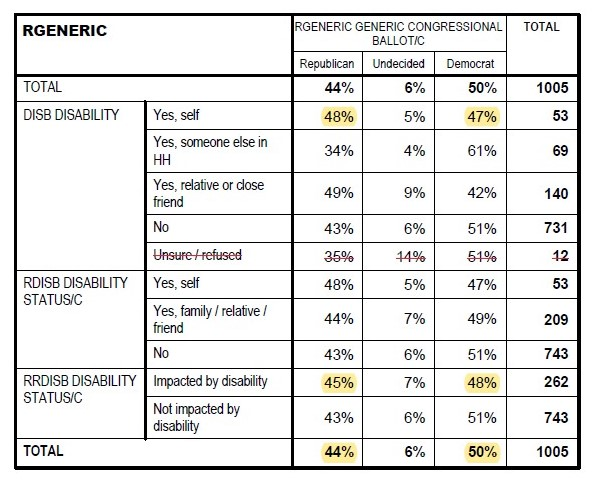 RGENERIC RGENERIC GENERIC CONGRESSIONAL BALLOT/C TOTAL
Republican Undecided Democrat
TOTAL 44% 6% 50% 1005
DISB DISABILITY Yes, self 48% 5% 47% 53
Yes, someone else in
HH 34% 4% 61% 69
Yes, relative or close
friend 49% 9% 42% 140
No 43% 6% 51% 731
Unsure / refused 35% 14% 51% 12
RDISB DISABILITY
STATUS/C Yes, self 48% 5% 47% 53
Yes, family / relative /
friend 44% 7% 49% 209
No 43% 6% 51% 743
RRDISB DISABILITY
STATUS/C Impacted by disability 45% 7% 48% 262
Not impacted by
disability 43% 6% 51% 743
TOTAL 44% 6% 50% 1005